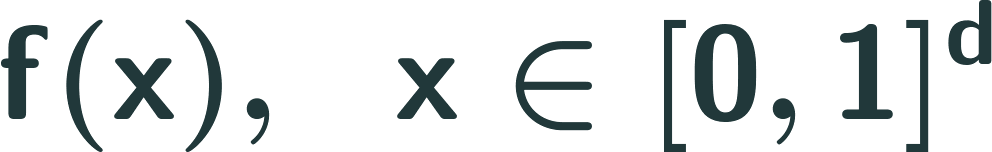 f(x), x ∈ [0, 1]^d